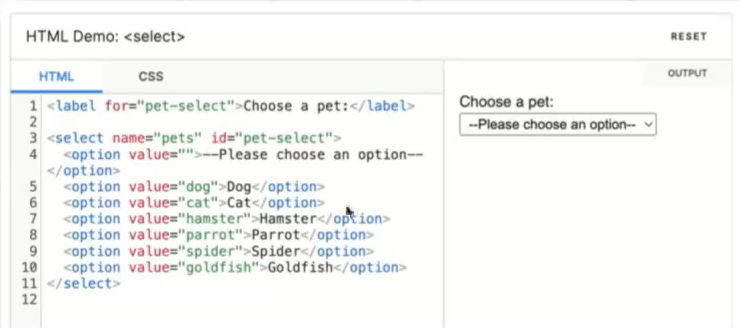 HTML Demo: <select>
RESET
HTML
CSS
OUTPUT
1 <label for="pet-select">Choose a pet:</label>
2
3 <select name="pets" id="pet-select">
4 <option value="">--Please choose an option--
</option>
5 <option value="dog">Dog</option>
6 <option value="cat">Cat</option>
7 <option value="hamster">Hamster</option>
8 <option value="parrot">Parrot</option>
9 <option value="spider">Spider</option>
10 <option value="goldfish">Goldfish</option>
11 </select>
12
Choose a pet:
--Please choose an option--